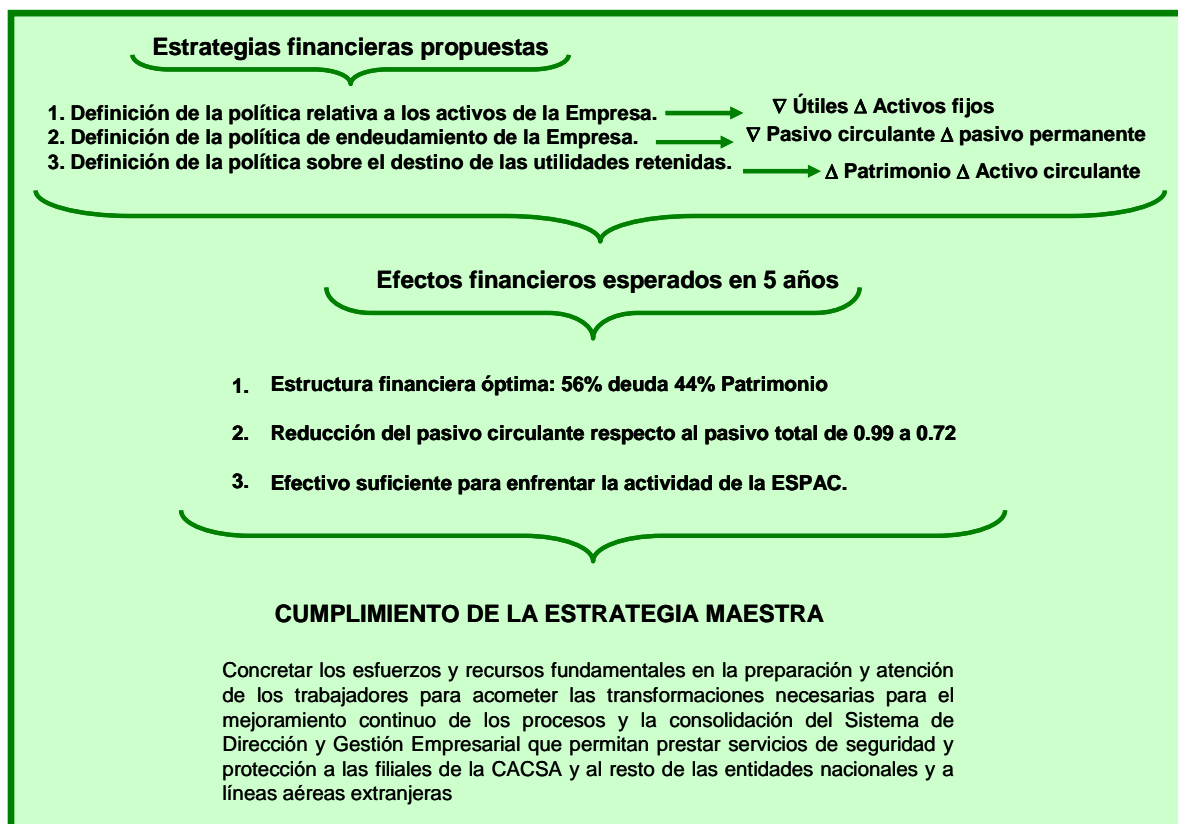 Estrategias financieras propuestas
1. Definición de la política relativa a los activos de la Empresa. ∇ Útiles ∆ Activos fijos
2. Definición de la política de endeudamiento de la Empresa. ∇ Pasivo circulante ∆ pasivo permanente
3. Definición de la política sobre el destino de las utilidades retenidas. ∆ Patrimonio ∆ Activo circulante
Efectos financieros esperados en 5 años
1. Estructura financiera óptima: 56% deuda 44% Patrimonio
2. Reducción del pasivo circulante respecto al pasivo total de 0.99 a 0.72
3. Efectivo suficiente para enfrentar la actividad de la ESPAC.
CUMPLIMIENTO DE LA ESTRATEGIA MAESTRA
Concretar los esfuerzos y recursos fundamentales en la preparación y atención
de los trabajadores para acometer las transformaciones necesarias para el
mejoramiento continuo de los procesos y la consolidación del Sistema de
Dirección y Gestión Empresarial que permitan prestar servicios de seguridad y
protección a las filiales de la CACSA y al resto de las entidades nacionales y a
líneas aéreas extranjeras